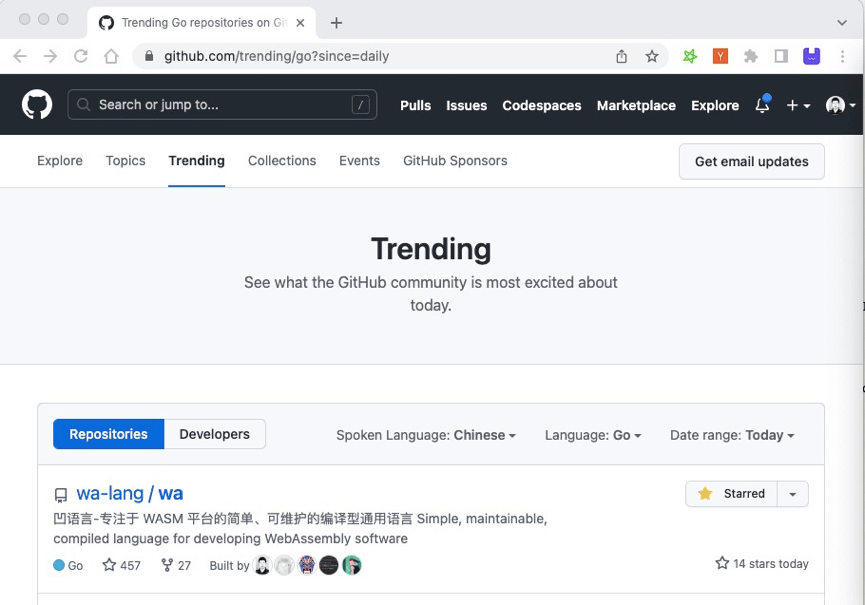 Trending Go repositories on Git
github.com/trending/go?since=daily
Y
Search or jump to... /
Pulls Issues Codespaces Marketplace Explore
Explore Topics Trending Collections Events GitHub Sponsors Get email updates
Trending
See what the GitHub community is most excited about
today.
Repositories Developers Spoken Language: Chinese Language: Go Date range: Today
wa-lang / wa Starred
凹语言-专注于 WASM 平台的简单、可维护的编译型通用语言 Simple, maintainable,
compiled language for developing WebAssembly software
Go 457 27 Built by 14 stars today